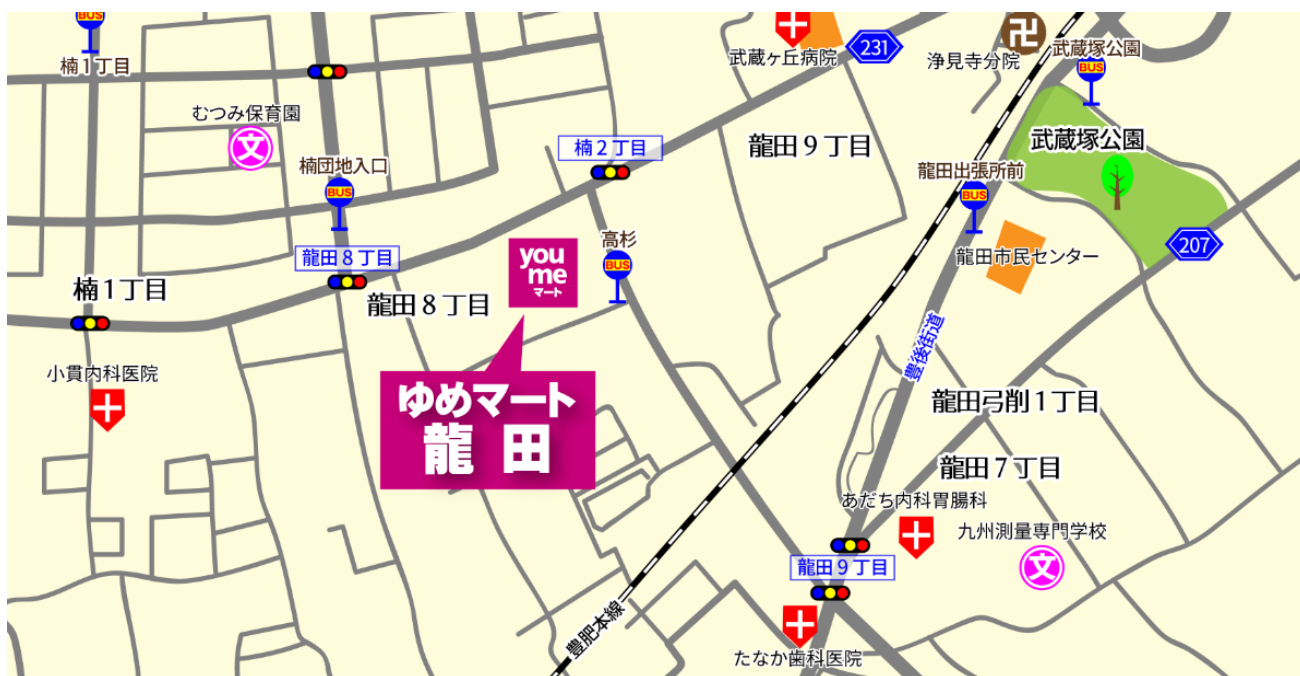 BUS
楠1丁目
武蔵ヶ丘病院
231
浄見寺分院
卍
武蔵塚公園
BUS
むつみ保育園
文
楠2丁目
龍田9丁目
武蔵塚公園
楠団地入口
BUS
龍田出張所前
BUS
龍田8丁目
you
me
マート
高杉
BUS
龍田市民センター
207
楠1丁目
龍田8丁目
豊後街道
小貫内科医院
ゆめマート
龍田
龍田弓削1丁目
龍田7丁目
あだち内科胃腸科
九州測量専門学校
文
龍田9丁目
豊肥本線
たなか歯科医院